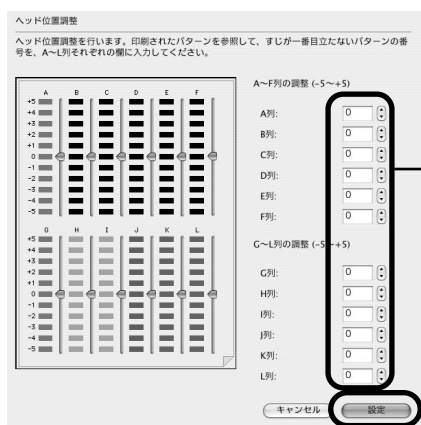 ヘッド位置調整
ヘッド位置調整を行います。印刷されたパターンを参照して、すじが一番目立たないパターンの番
号を、A〜L列それぞれの欄に入力してください。
A B C D E F
+5
+4
+3
+2
+1
0
-1
-2
-3
-4
-5
G H I J K L
+5
+4
+3
+2
+1
0
-1
-2
-3
-4
-5
A〜F列の調整 (-5〜+5)
A列: 0
B列: 0
C列: 0
D列: 0
E列: 0
F列: 0
G〜L列の調整 (-5〜+5)
G列: 0
H列: 0
I列: 0
J列: 0
K列: 0
L列: 0
キャンセル 設定